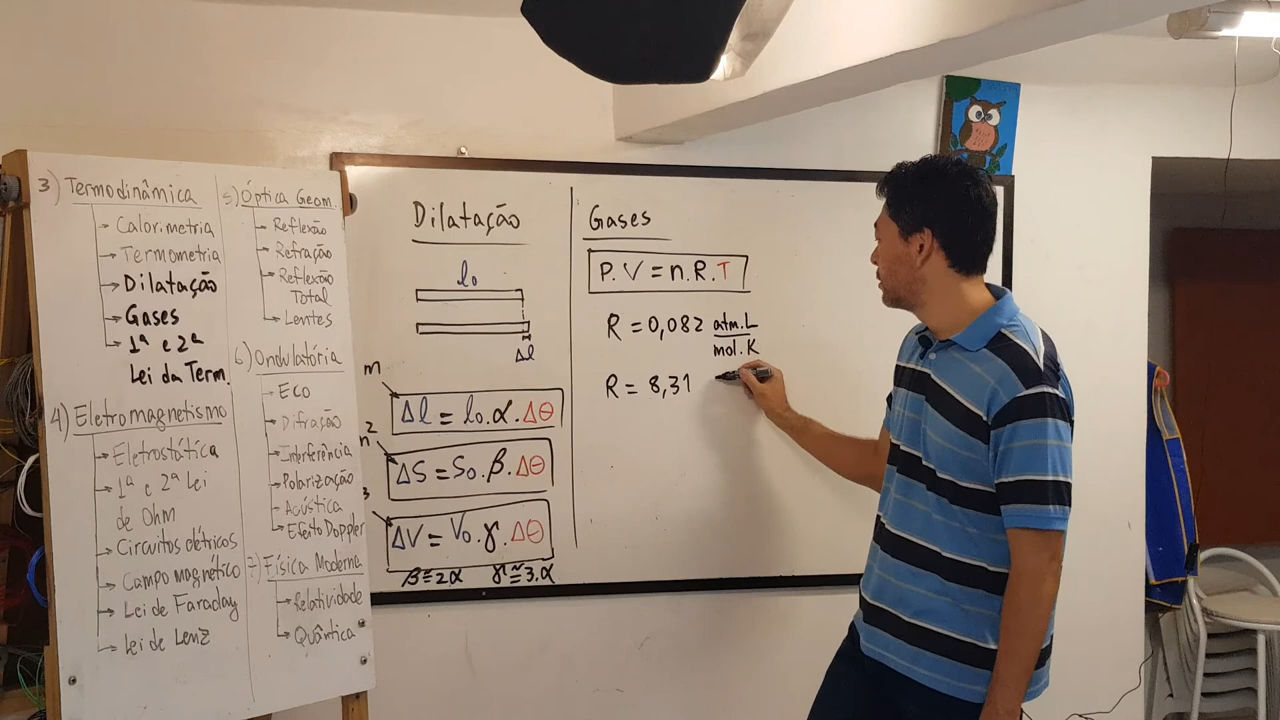 3) Termodinâmica
Calorimetria
Termometria
Dilatação
Gases
1ª e 2ª
Lei da Term.
4) Eletromagnetismo
Eletrostática
1ª e 2ª Lei
de Ohm
Circuitos elétricos
Campo magnético
Lei de Faraday
Lei de Lenz
5) Óptica Geom.
Reflexão
Refração
Reflexão
Total
Lentes
6) Ondulatória
Eco
Difração
Interferência
Polarização
Acústica
Efeito Doppler
7) Física Moderna
Relatividade
Quântica
Dilatação
l₀
Δl
m
Δl = l₀.α.ΔΘ
2
ΔS = S₀.β.ΔΘ
3
ΔV = V₀.γ.ΔΘ
β≅2α γ≅3.α
Gases
P.V = n.R.T
R = 0,082 atm.L
mol.K
R = 8,31